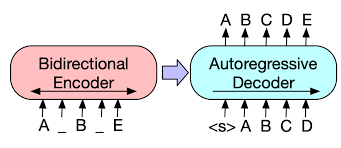 A B C D E
Bidirectional
Encoder
Autoregressive
Decoder
A _ B _ E
<s> A B C D